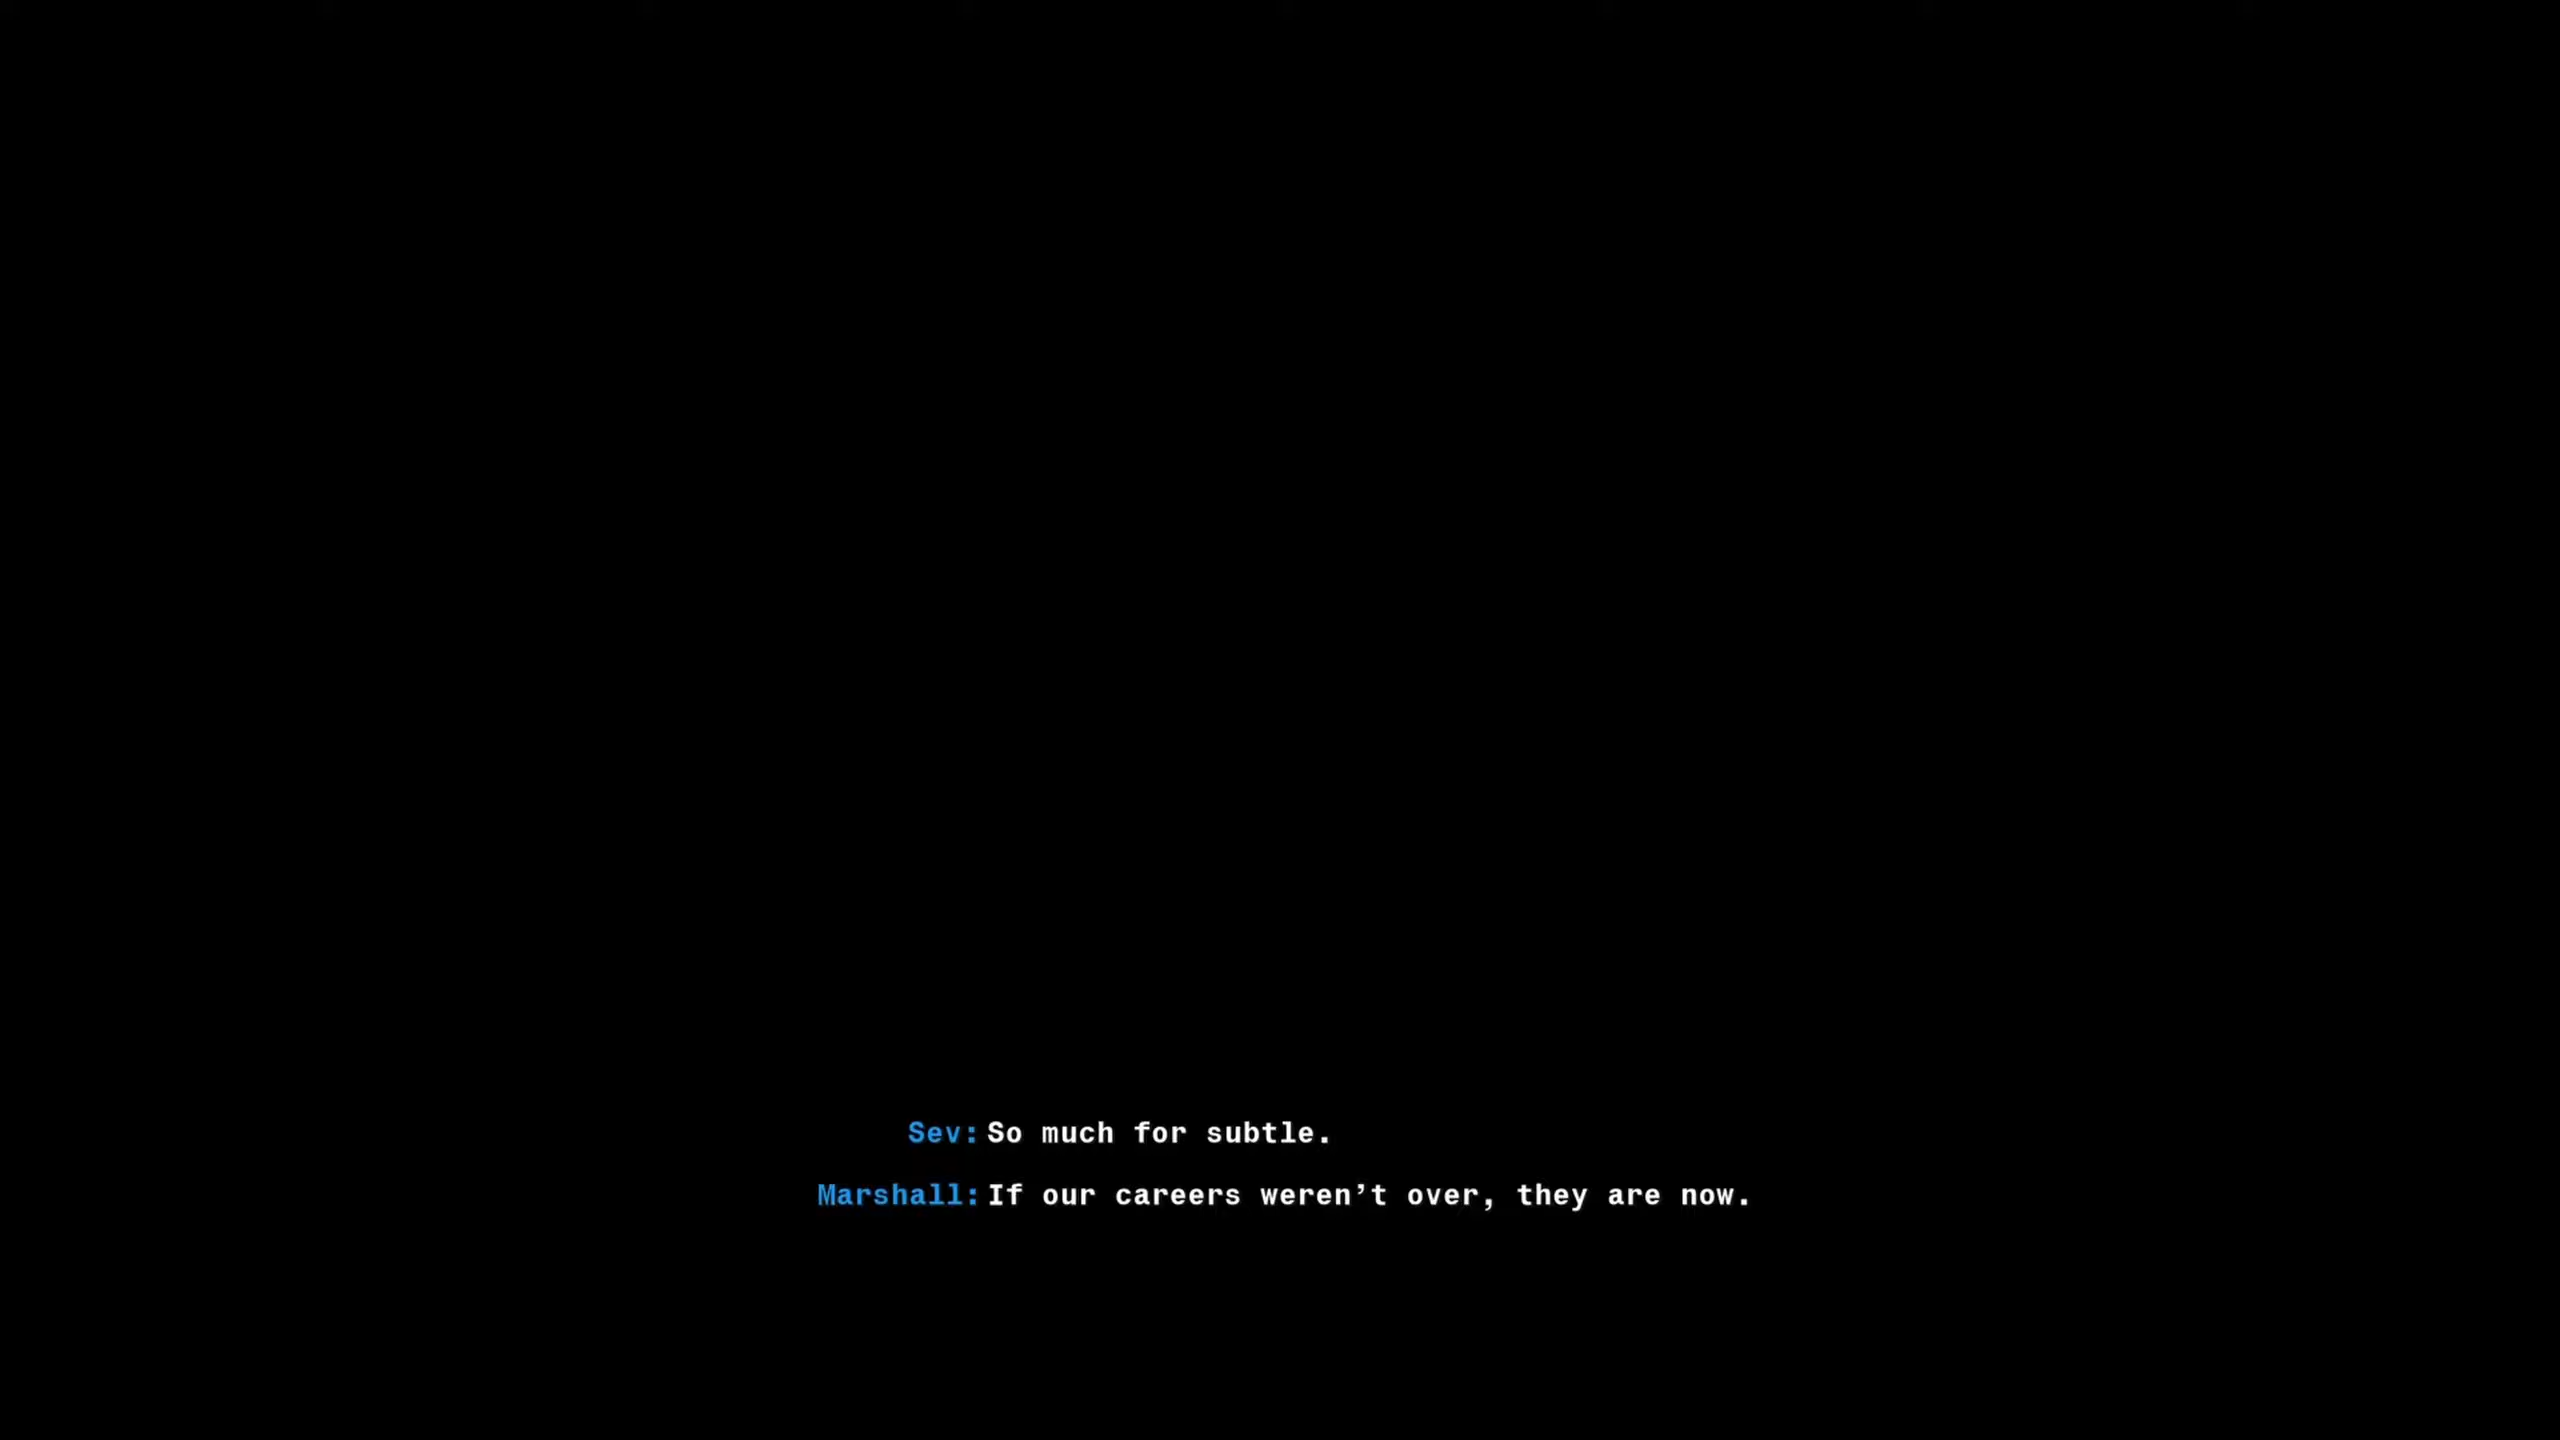 Sev: So much for subtle.
Marshall: If our careers weren’t over, they are now.